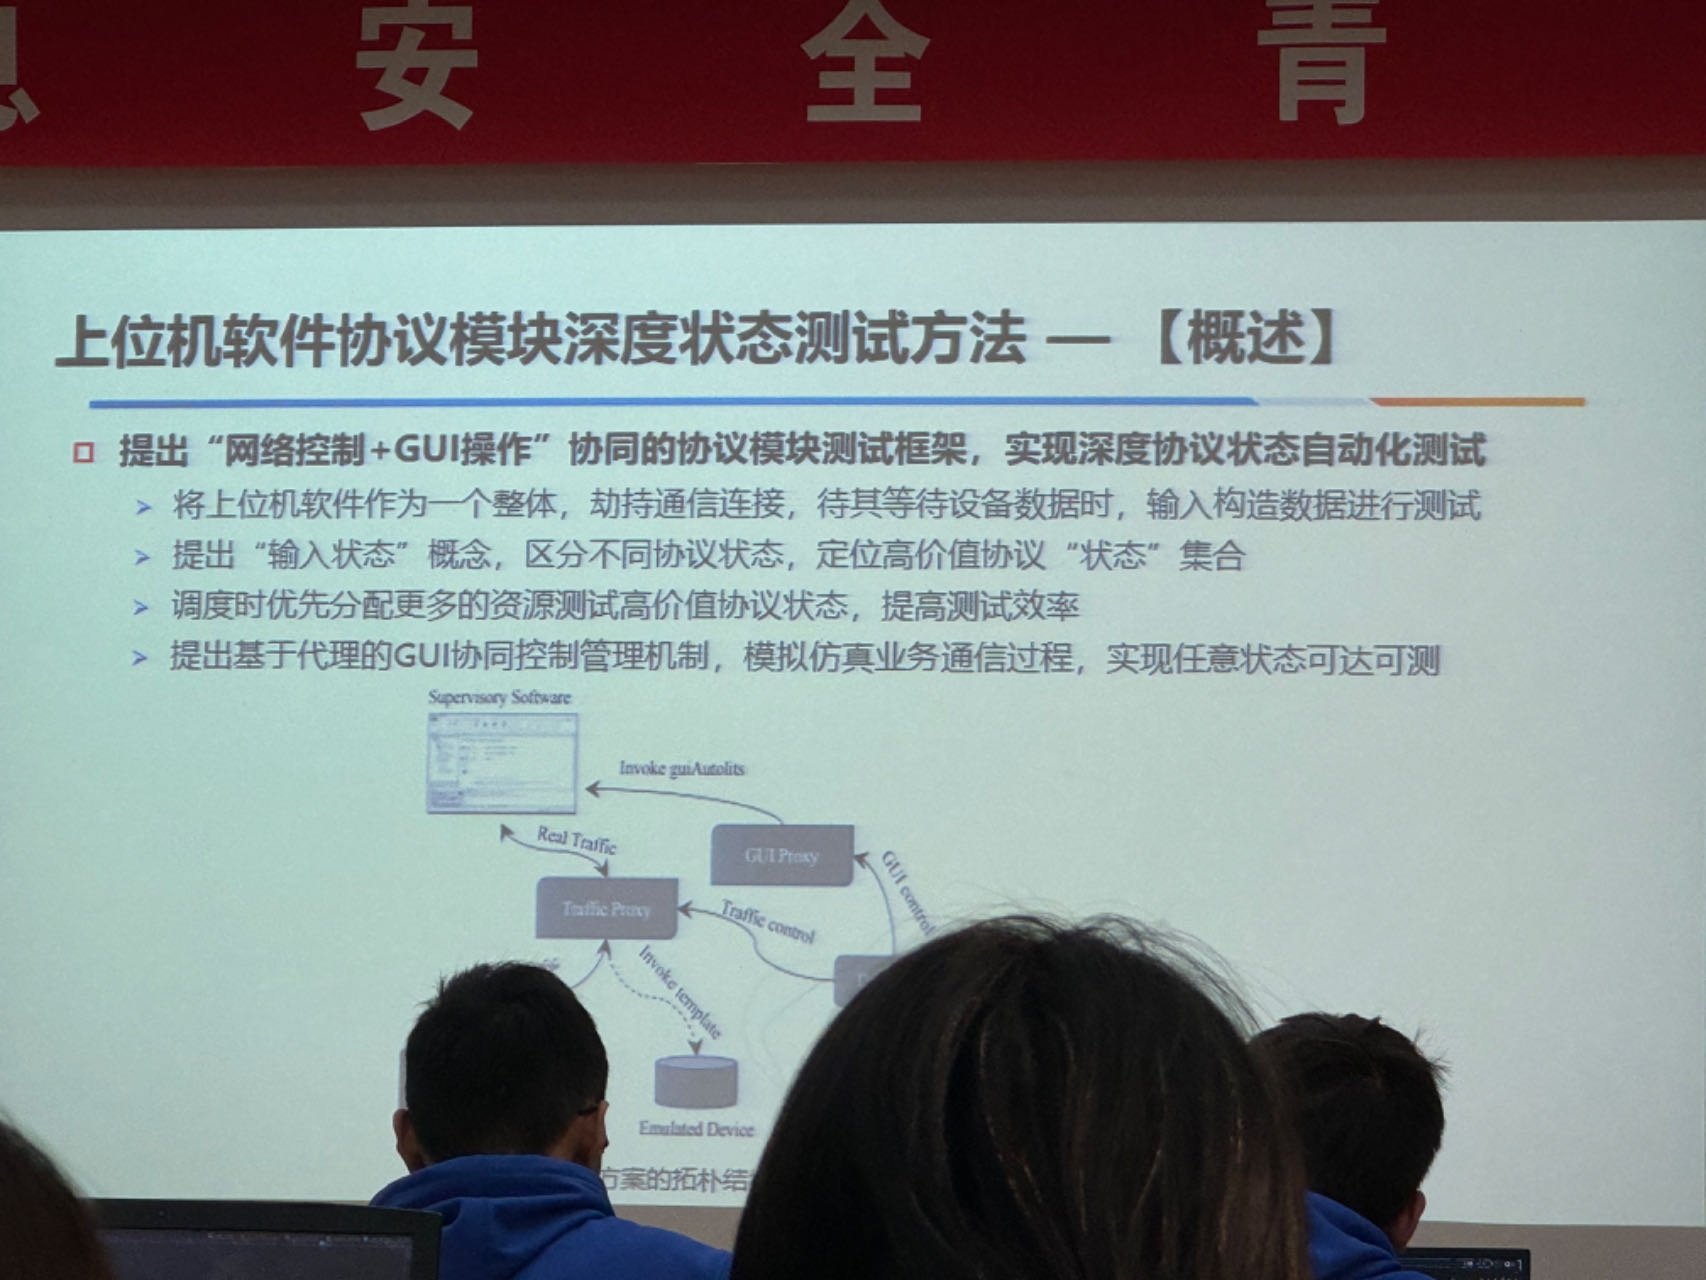 安 全 青
上位机软件协议模块深度状态测试方法 — 【概述】
提出“网络控制+GUI操作”协同的协议模块测试框架，实现深度协议状态自动化测试
将上位机软件作为一个整体，劫持通信连接，待其等待设备数据时，输入构造数据进行测试
提出“输入状态”概念，区分不同协议状态，定位高价值协议“状态”集合
调度时优先分配更多的资源测试高价值协议状态，提高测试效率
提出基于代理的GUI协同控制管理机制，模拟仿真业务通信过程，实现任意状态可达可测
Supervisory Software
Invoke guiAutolits
Real Traffic
GUI Proxy
GUI control
Traffic Proxy
Traffic control
Invoke template
Emulated Device
方案的拓扑结